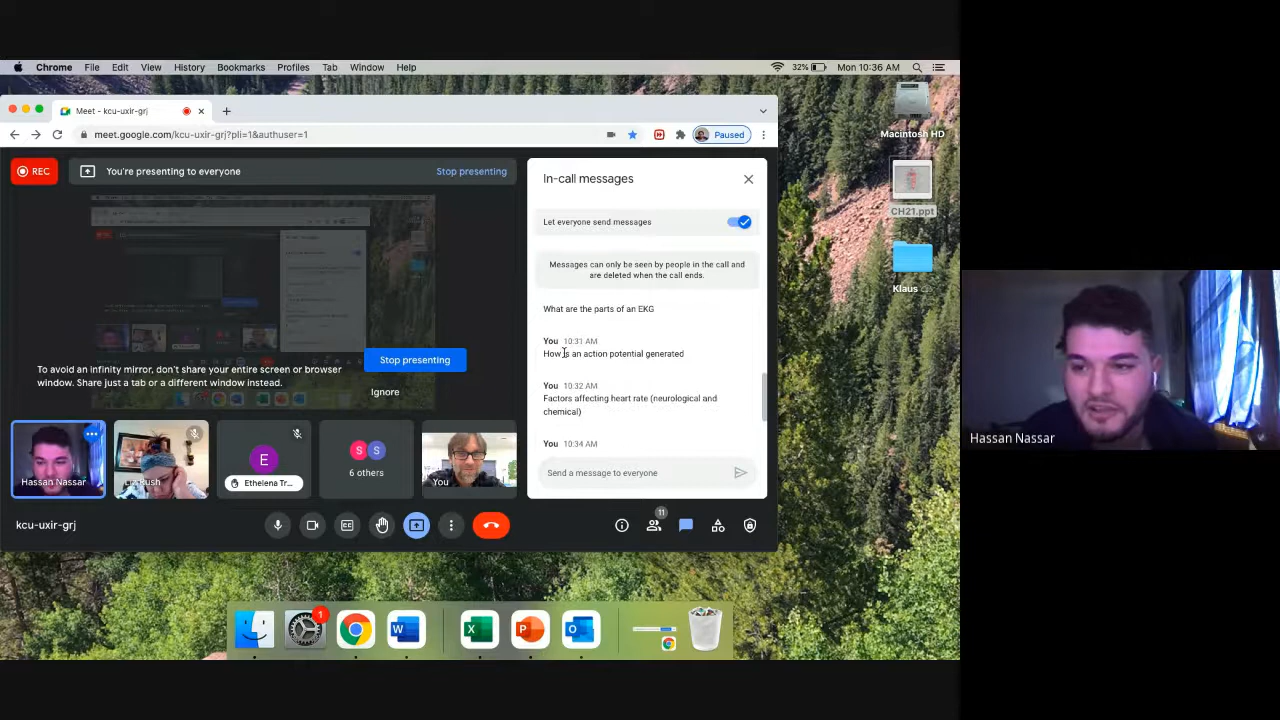 Chrome File Edit View History Bookmarks Profiles Tab Window Help
32% Mon 10:36 AM
Meet - kcu-uxir-grj
meet.google.com/kcu-uxir-grj?pli=1&authuser=1
Paused
REC
You're presenting to everyone
Stop presenting
To avoid an infinity mirror, don't share your entire screen or browser
window. Share just a tab or a different window instead.
Stop presenting
Ignore
Hassan Nassar
E
Ethelena Tr...
S S
6 others
You
kcu-uxir-grj
11
In-call messages
Let everyone send messages
Messages can only be seen by people in the call and
are deleted when the call ends.
What are the parts of an EKG
You 10:31 AM
How is an action potential generated
You 10:32 AM
Factors affecting heart rate (neurological and
chemical)
You 10:34 AM
Send a message to everyone
Macintosh HD
CH21.ppt
Klaus
1
W
X
P
O
Hassan Nassar